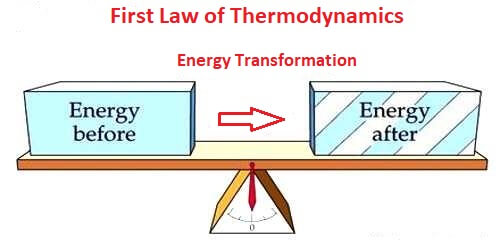 First Law of Thermodynamics
Energy Transformation
Energy
before
Energy
after
0